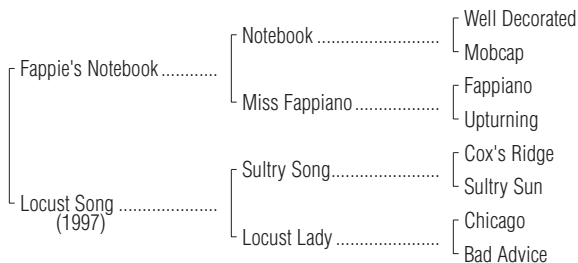 Well Decorated
Notebook ..............................
Mobcap
Fappie's Notebook ............
Fappiano
Miss Fappiano .....................
Upturning
Cox's Ridge
Sultry Song...........................
Sultry Sun
Locust Song .......................
(1997)
Chicago
Locust Lady ..........................
Bad Advice